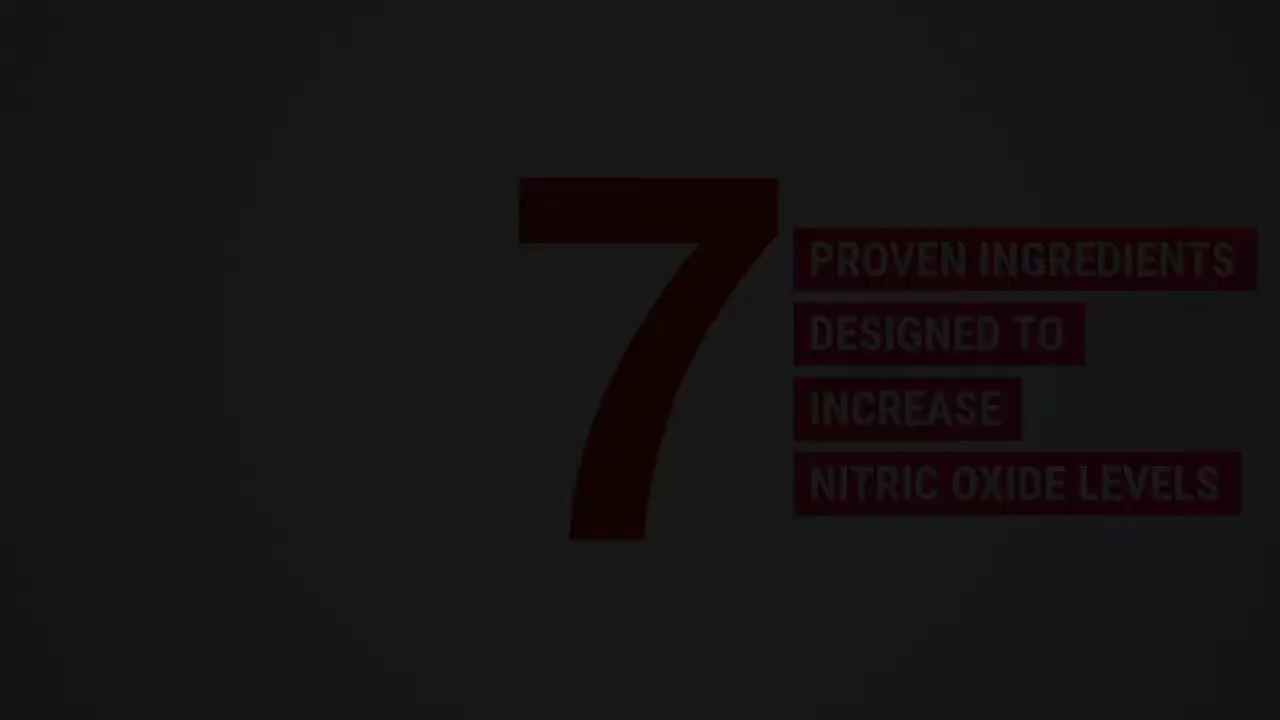 7
PROVEN INGREDIENTS
DESIGNED TO
INCREASE
NITRIC OXIDE LEVELS